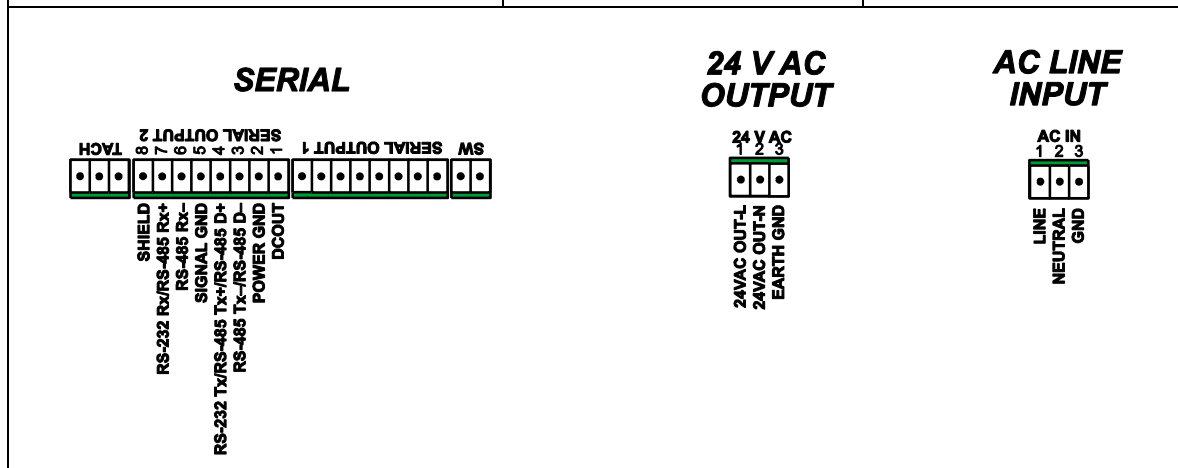 SERIAL
24 V AC
OUTPUT
AC LINE
INPUT
TACH
SERIAL OUTPUT 2
8 7 6 5 4 3 2 1
SERIAL OUTPUT 1
SW
SHIELD
RS-232 Rx/RS-485 Rx+
RS-485 Rx–
SIGNAL GND
RS-232 Tx/RS-485 Tx+/RS-485 D+
RS-485 Tx–/RS-485 D–
POWER GND
DCOUT
24 V AC
1 2 3
24VAC OUT-L
24VAC OUT-N
EARTH GND
AC IN
1 2 3
LINE
NEUTRAL
GND